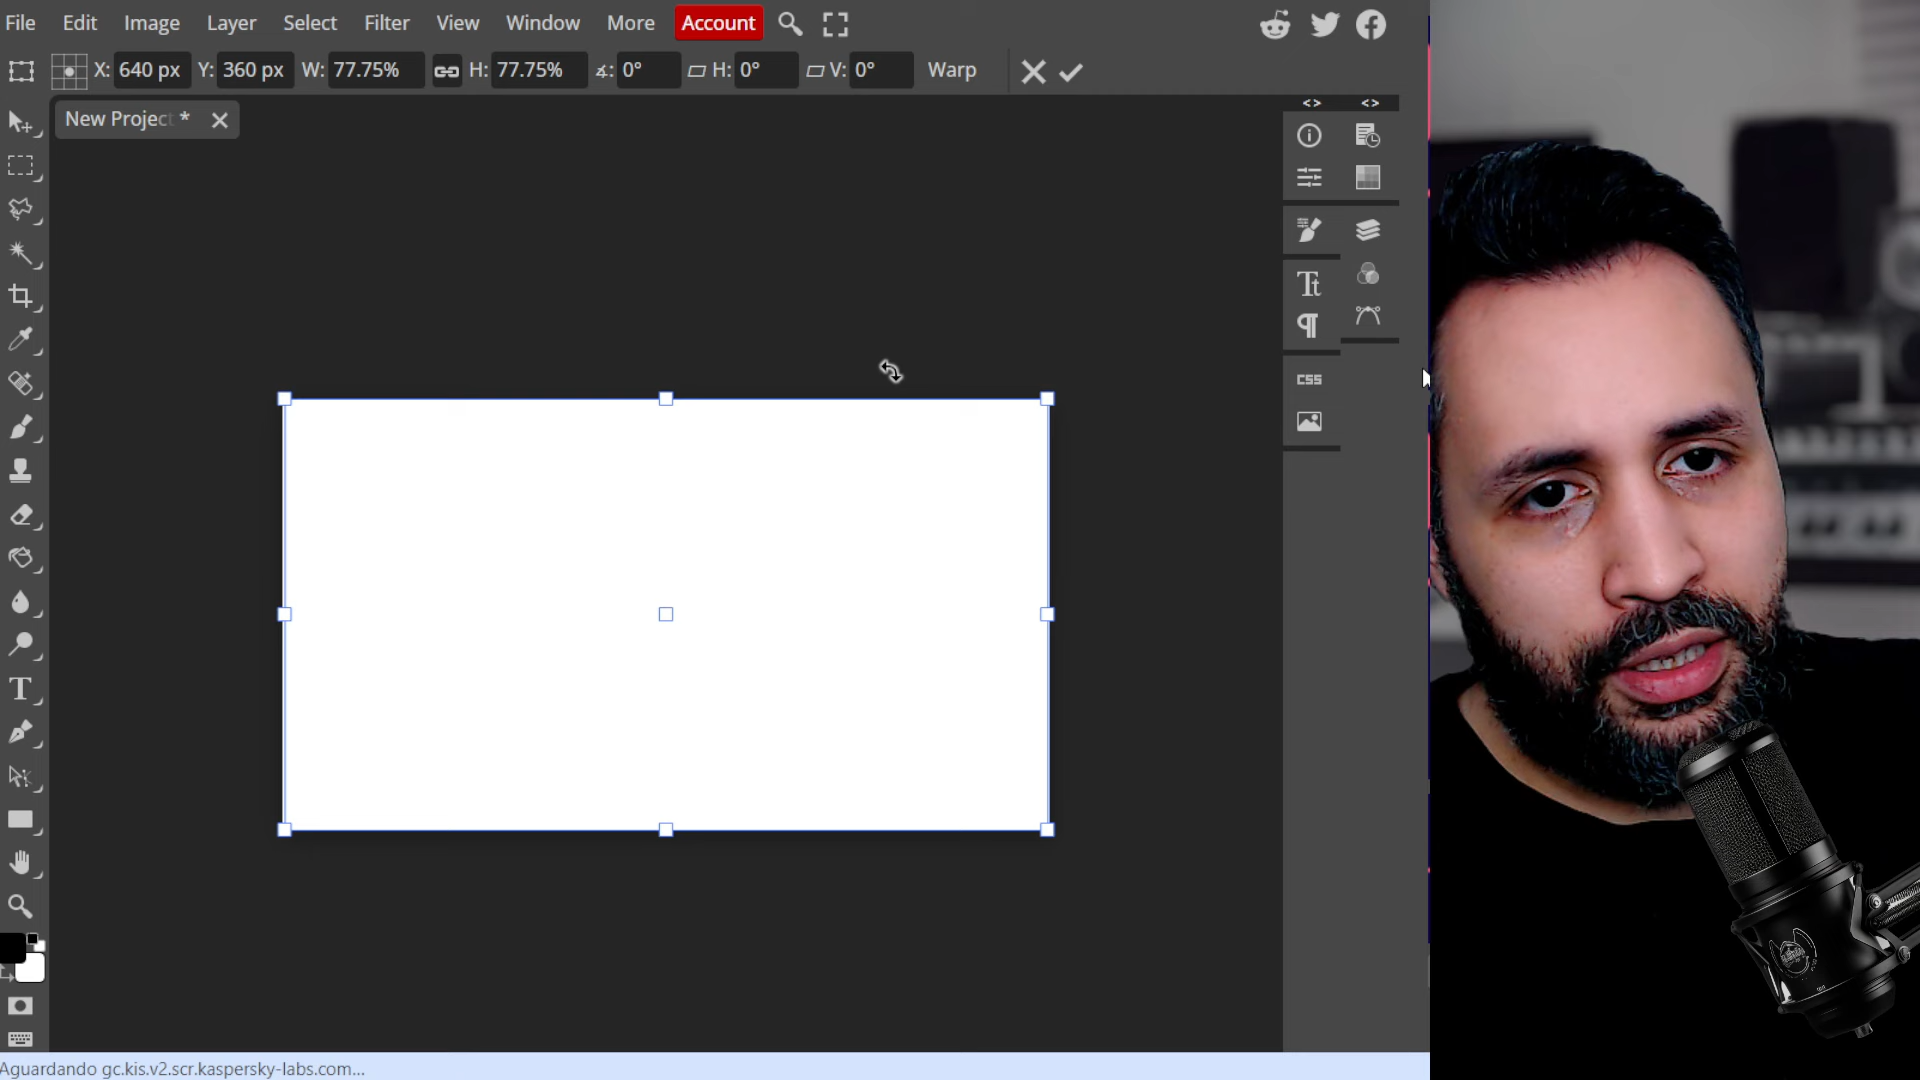 File Edit Image Layer Select Filter View Window More Account
X: 640 px Y: 360 px W: 77.75% H: 77.75% ∡: 0° H: 0° V: 0° Warp
New Project *
CSS
Aguardando gc.kis.v2.scr.kaspersky-labs.com...